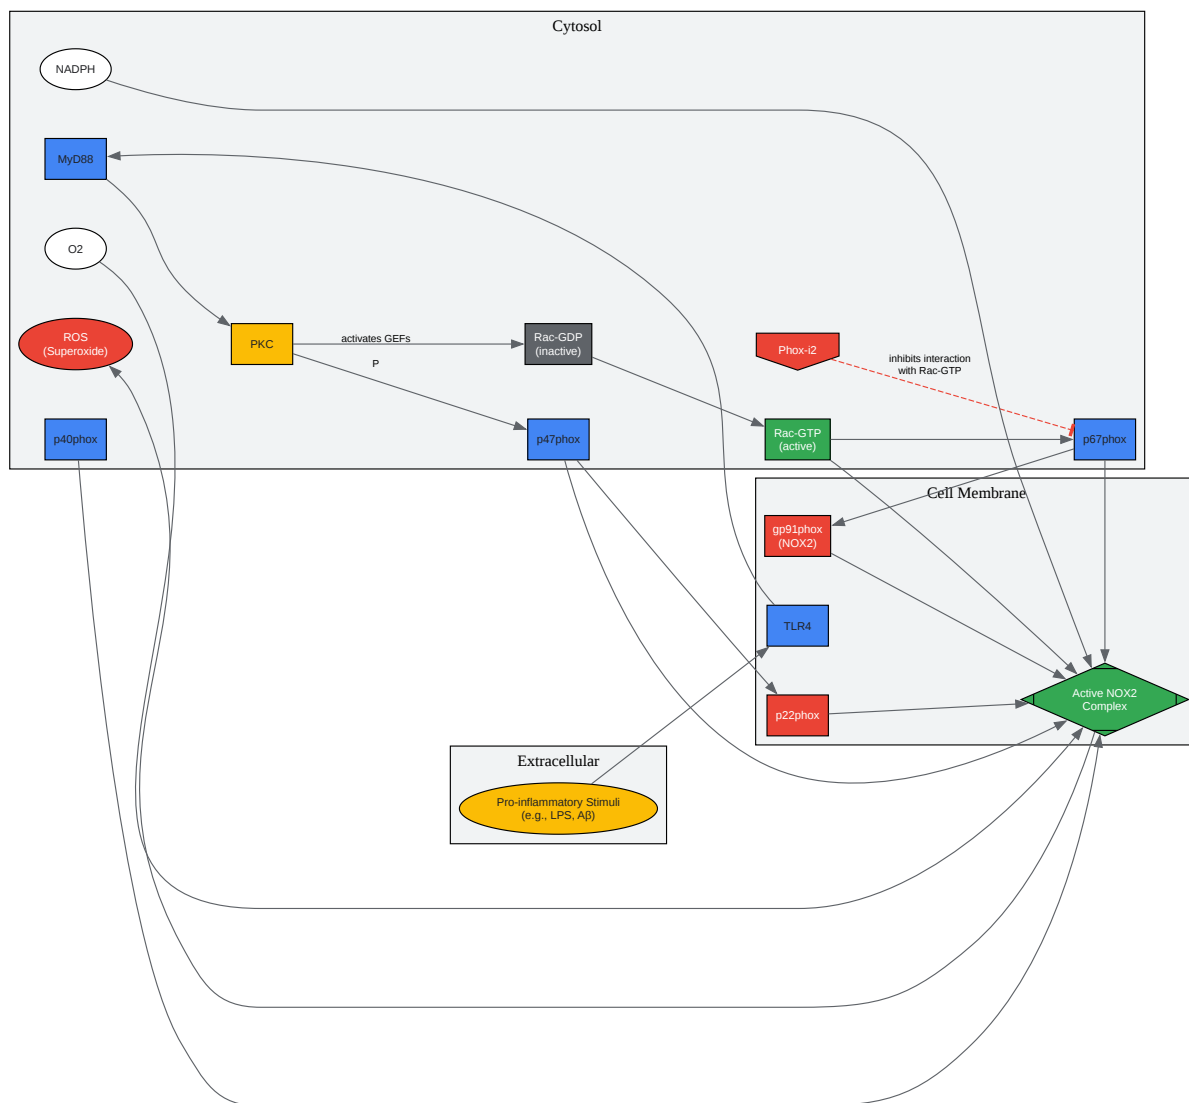 Cytosol
NADPH
MyD88
O2
ROS
(Superoxide)
PKC
activates GEFs
P
Rac-GDP
(inactive)
Phox-i2
inhibits interaction
with Rac-GTP
p40phox
p47phox
Rac-GTP
(active)
p67phox
Cell Membrane
gp91phox
(NOX2)
TLR4
p22phox
Active NOX2
Complex
Extracellular
Pro-inflammatory Stimuli
(e.g., LPS, Aβ)